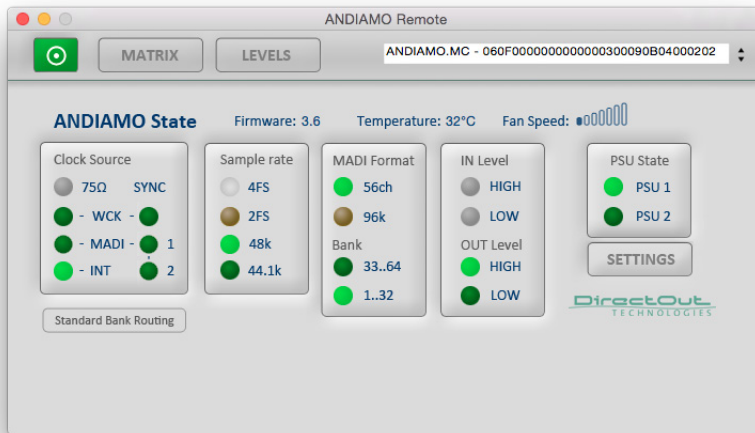 ANDIAMO Remote
MATRIX LEVELS ANDIAMO.MC - 060F0000000000000300090B04000202
ANDIAMO State Firmware: 3.6 Temperature: 32°C Fan Speed:
Clock Source
75Ω SYNC
- WCK -
- MADI - 1
- INT 2
Sample rate
4FS
2FS
48k
44.1k
MADI Format
56ch
96k
Bank
33..64
1..32
IN Level
HIGH
LOW
OUT Level
HIGH
LOW
PSU State
PSU 1
PSU 2
SETTINGS
DirectOut
TECHNOLOGIES
Standard Bank Routing